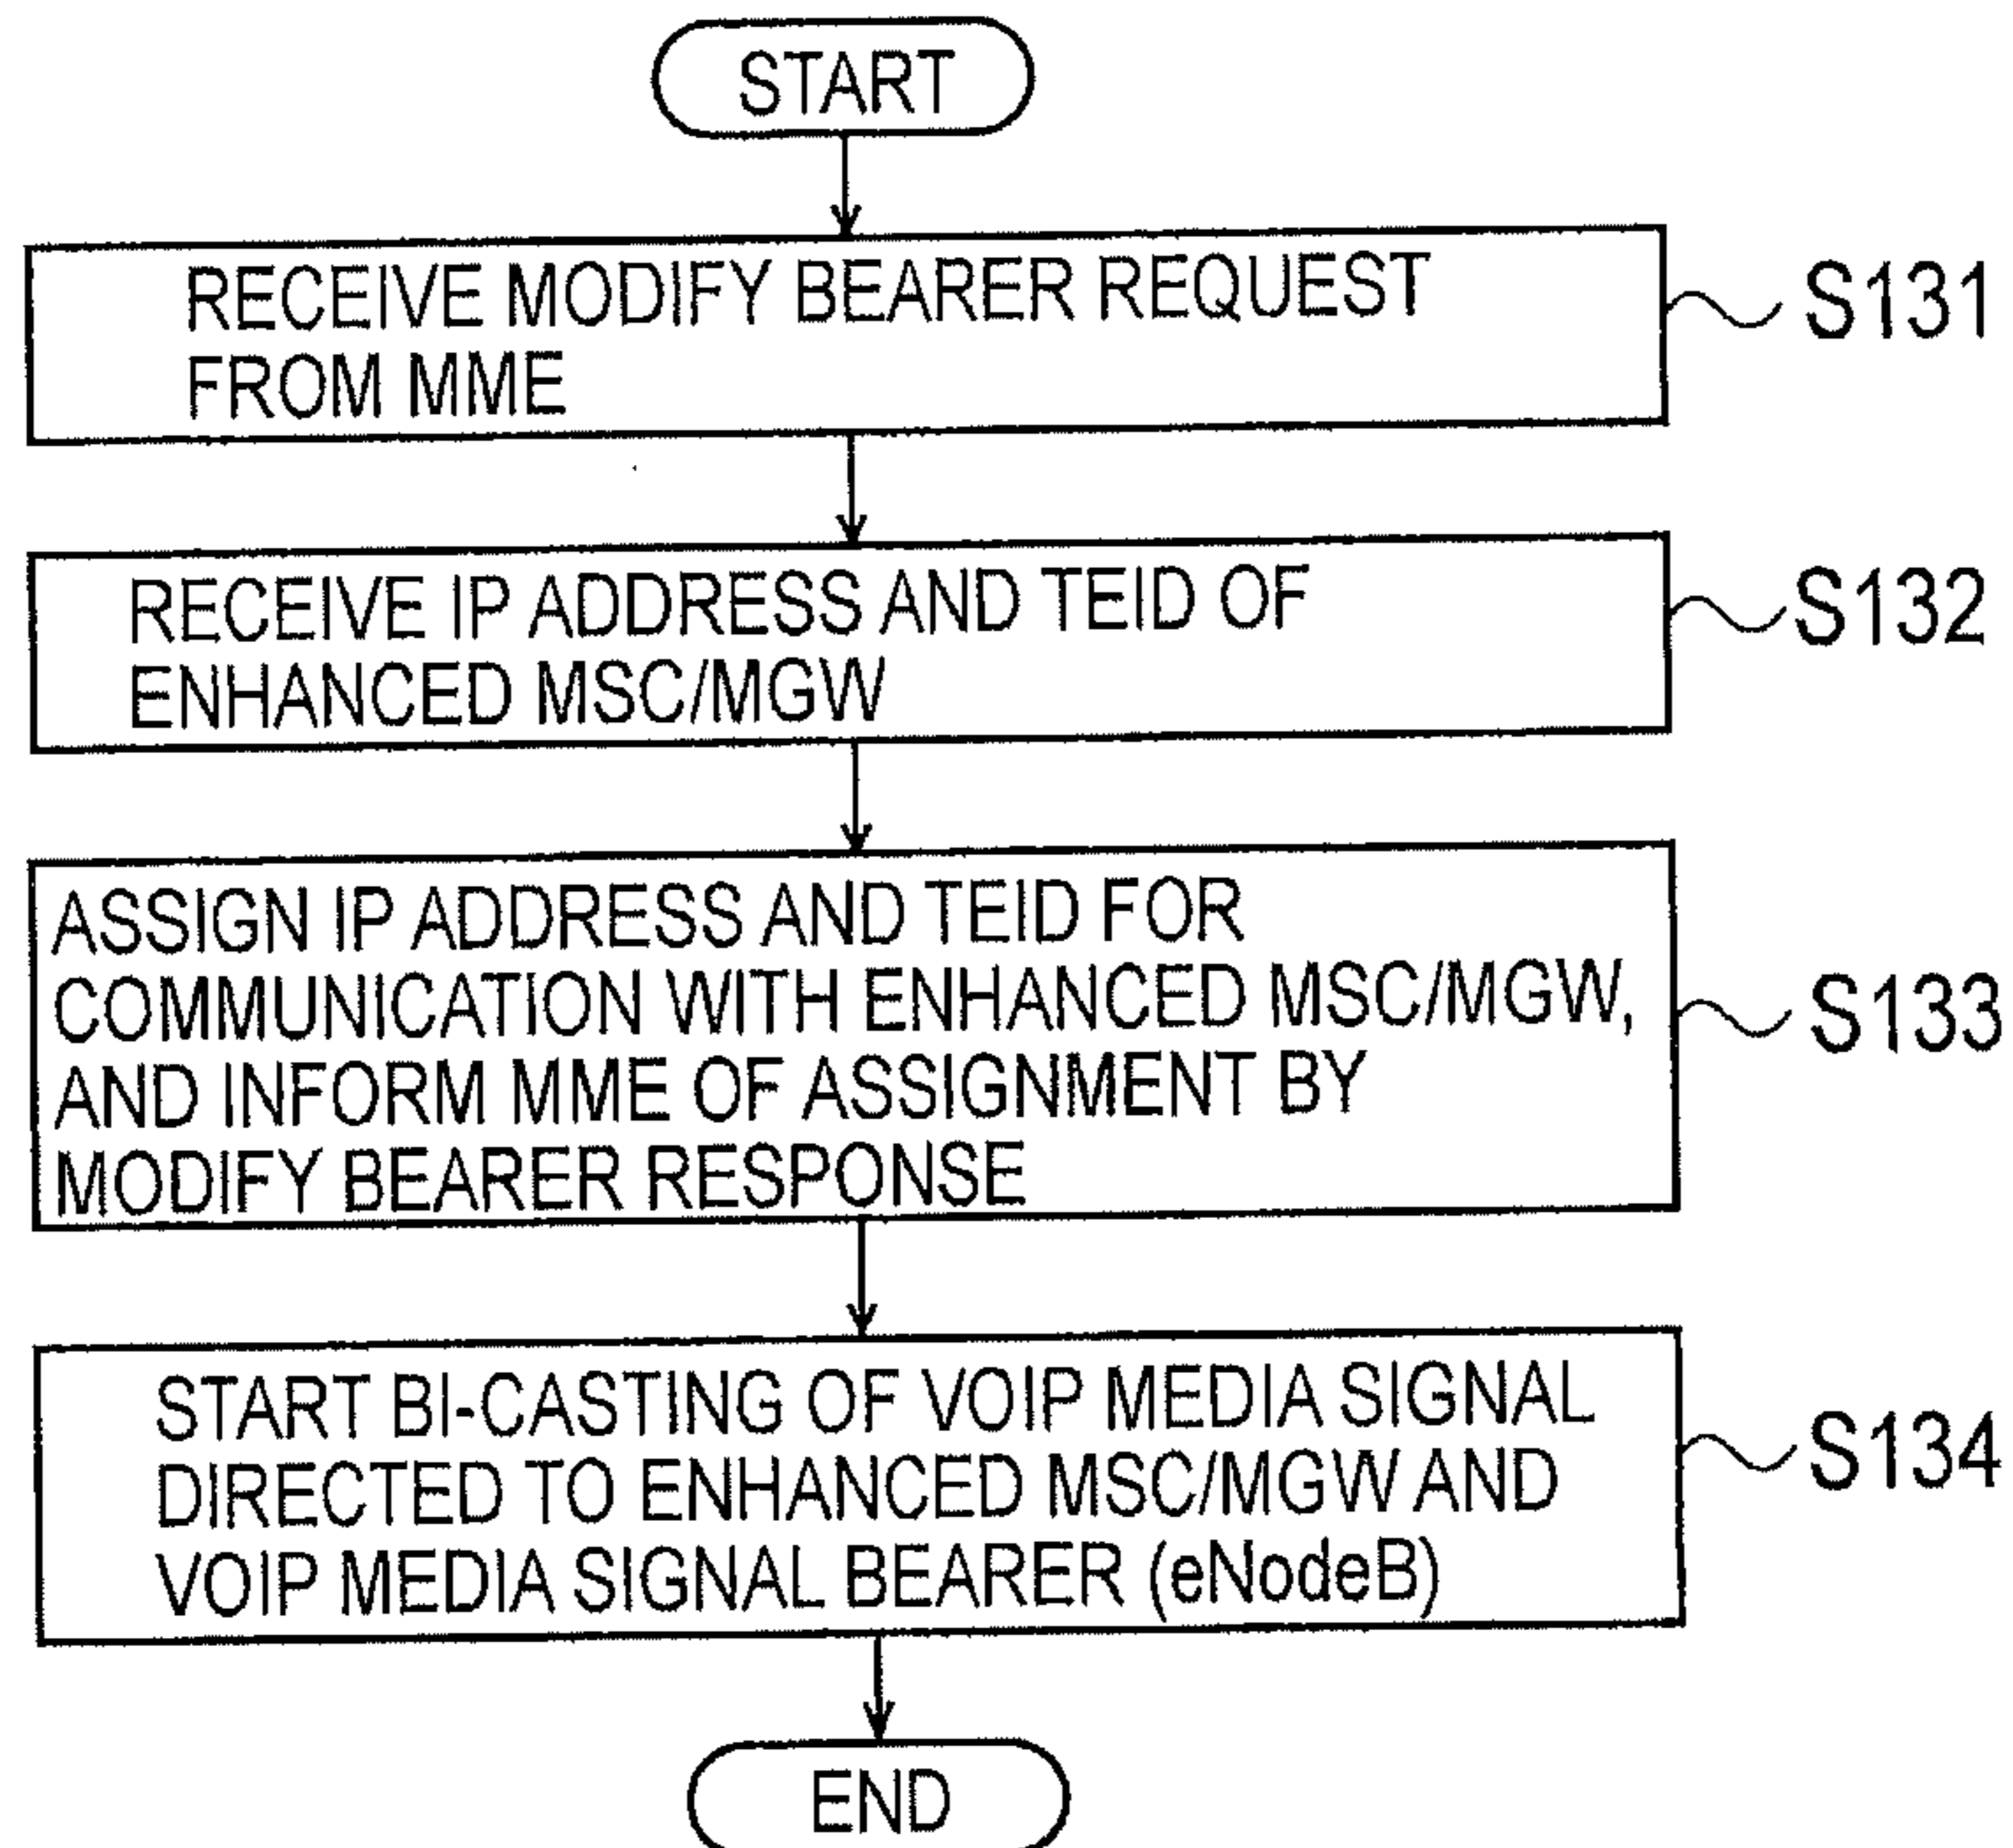 START
RECEIVE MODIFY BEARER REQUEST
FROM MME
S131
RECEIVE IP ADDRESS AND TEID OF
ENHANCED MSC/MGW
S132
ASSIGN IP ADDRESS AND TEID FOR
COMMUNICATION WITH ENHANCED MSC/MGW,
AND INFORM MME OF ASSIGNMENT BY
MODIFY BEARER RESPONSE
S133
START BI-CASTING OF VOIP MEDIA SIGNAL
DIRECTED TO ENHANCED MSC/MGW AND
VOIP MEDIA SIGNAL BEARER (eNodeB)
S134
END